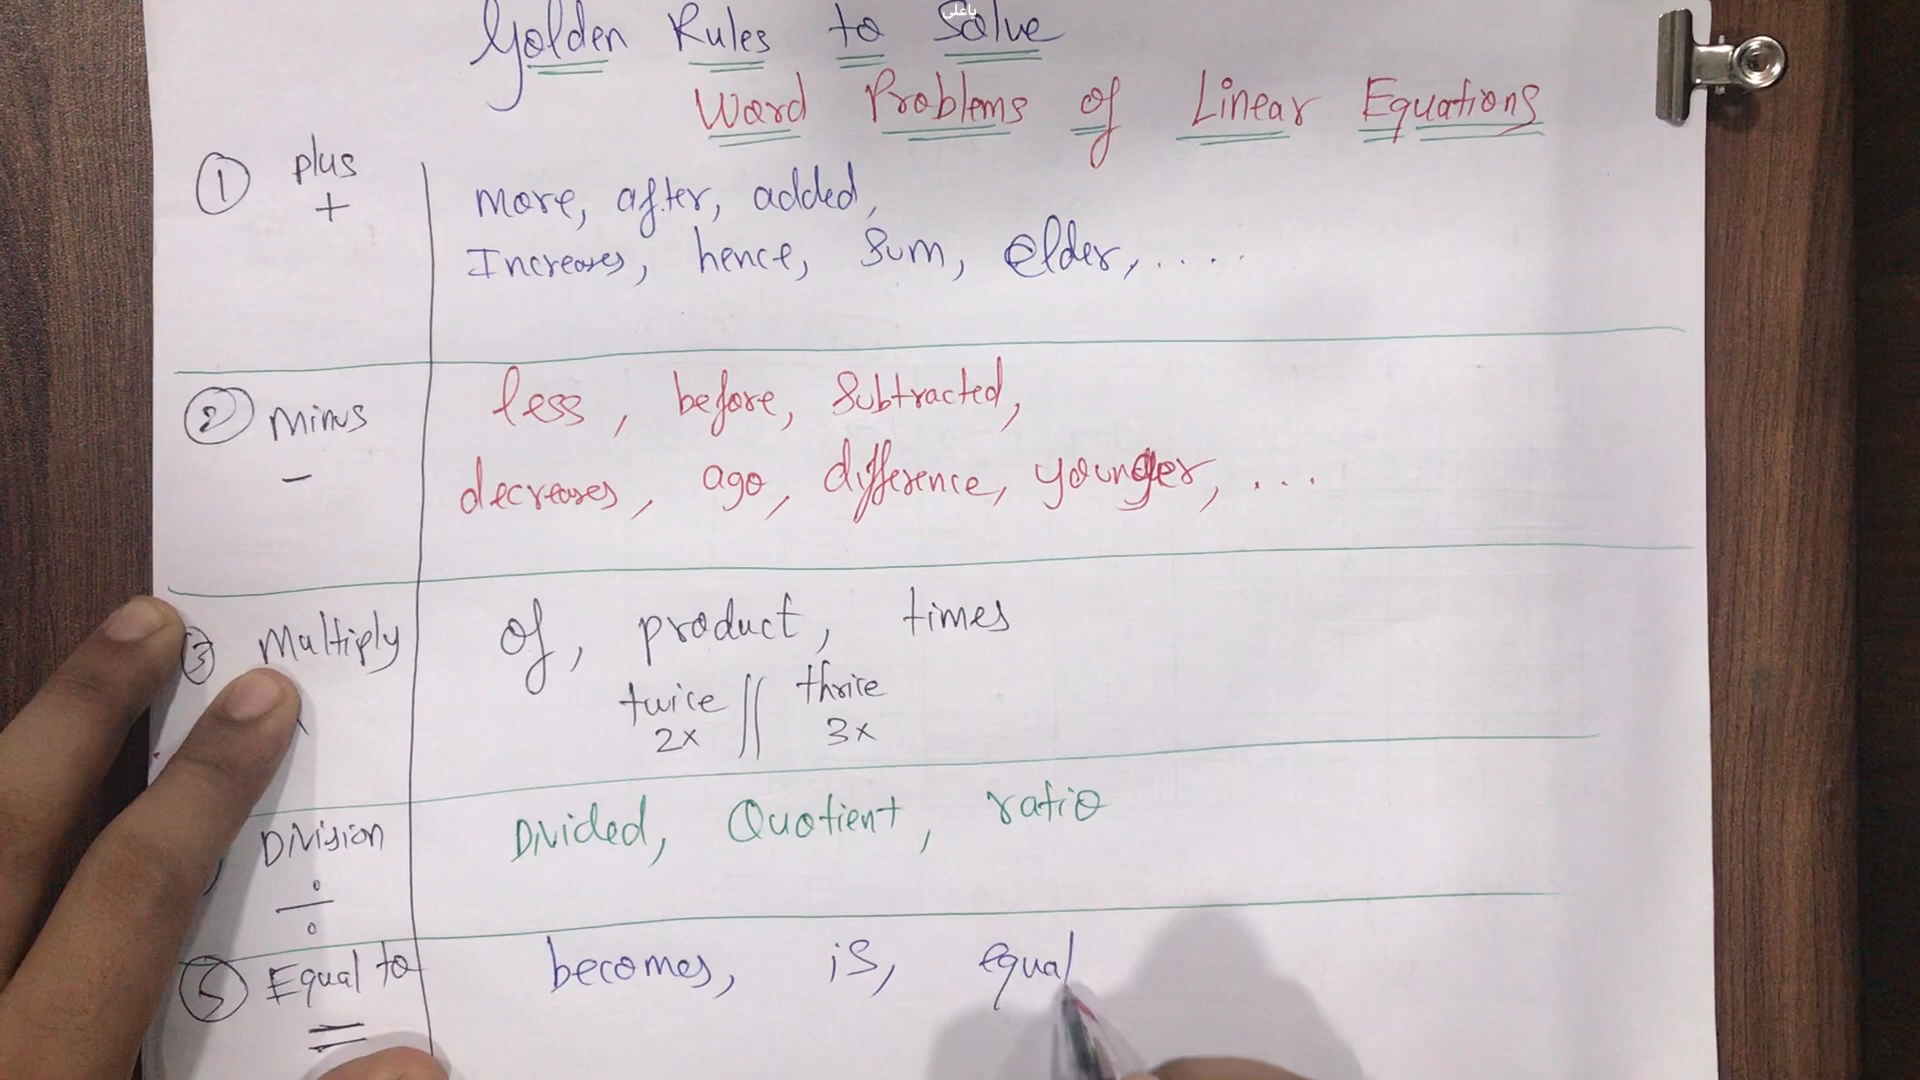 Golden Rules to Solve
ياعلى
Word Problems of Linear Equations
① plus
+
more, after, added,
Increases, hence, Sum, elder, ....
② minus
−
less, before, Subtracted,
decreases, ago, difference, younger, ...
③ Multiply
of, product, times
twice || thrice
2x 3x
Division
÷
Divided, Quotient, ratio
⑤ Equal to
=
becomes, is, equal